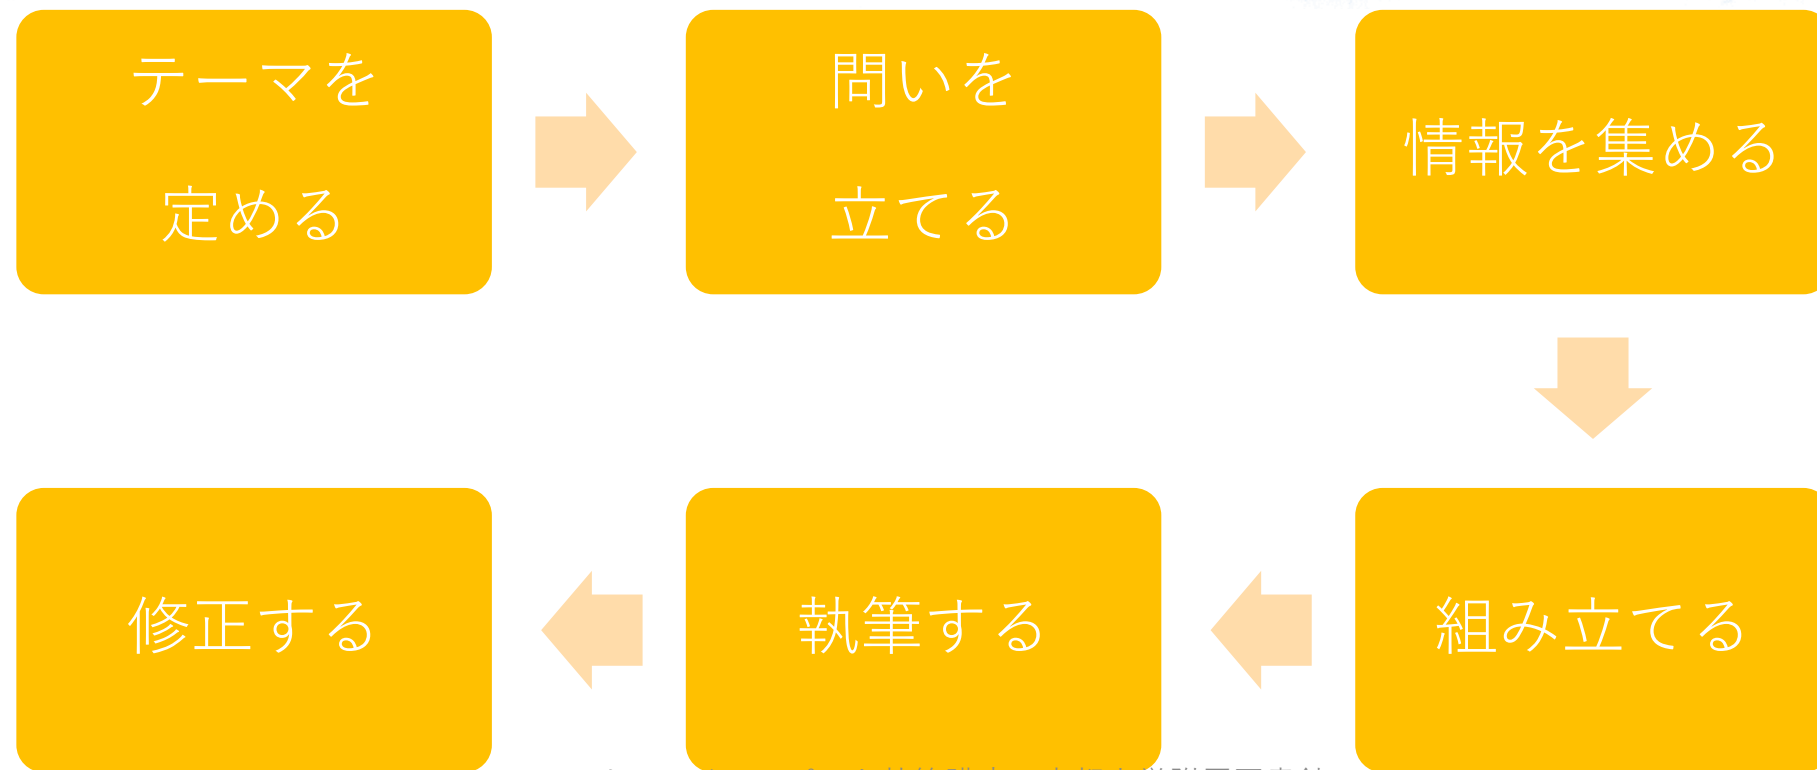 テーマを
定める
問いを
立てる
情報を集める
組み立てる
執筆する
修正する